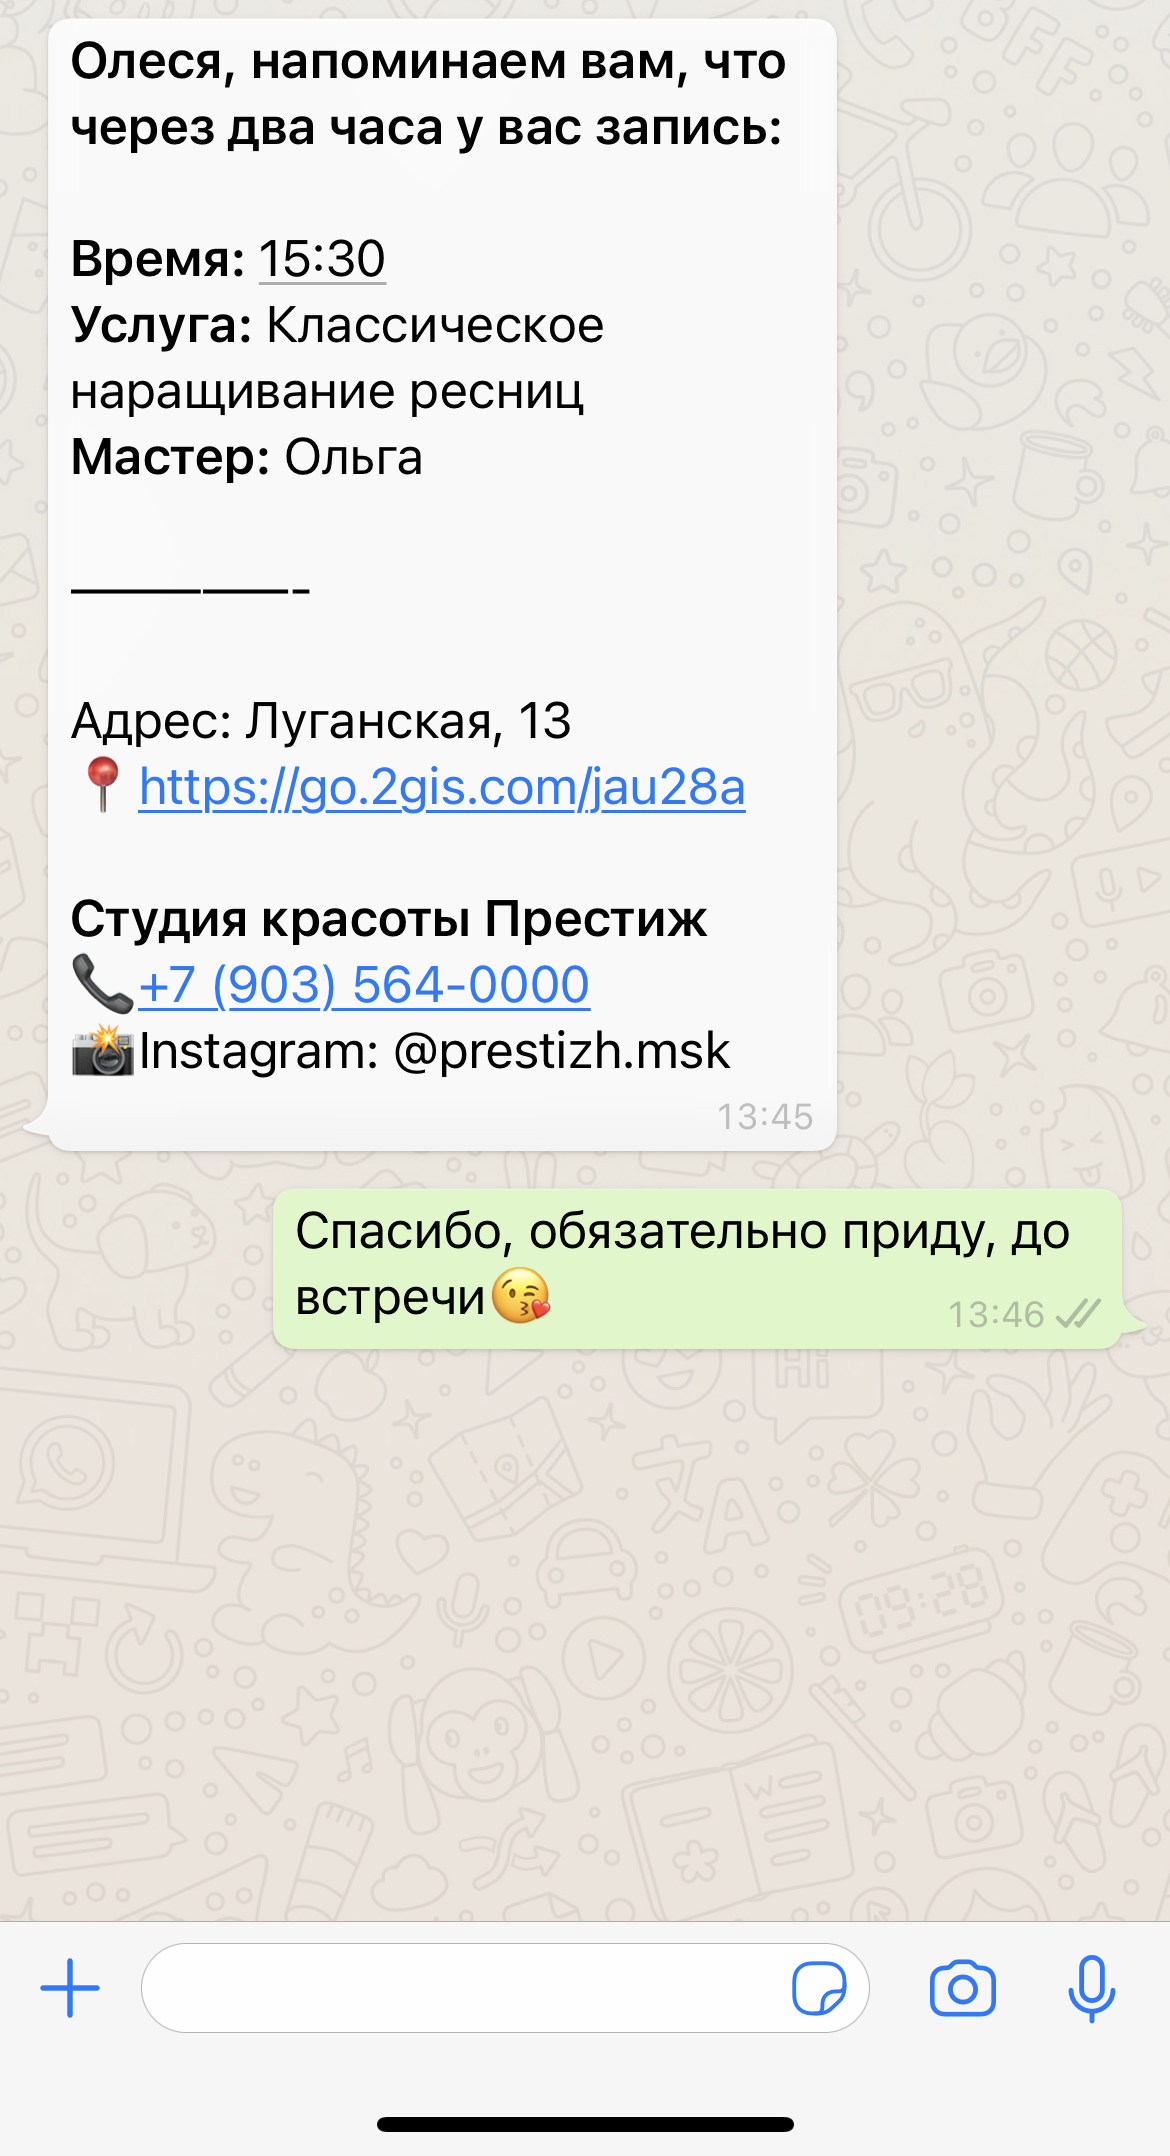 Олеся, напоминаем вам, что
через два часа у вас запись:
Время: 15:30
Услуга: Классическое
наращивание ресниц
Мастер: Ольга
——————-
Адрес: Луганская, 13
📍 https://go.2gis.com/jau28a
Студия красоты Престиж
📞+7 (903) 564-0000
📸Instagram: @prestizh.msk
13:45
Спасибо, обязательно приду, до
встречи😘
13:46